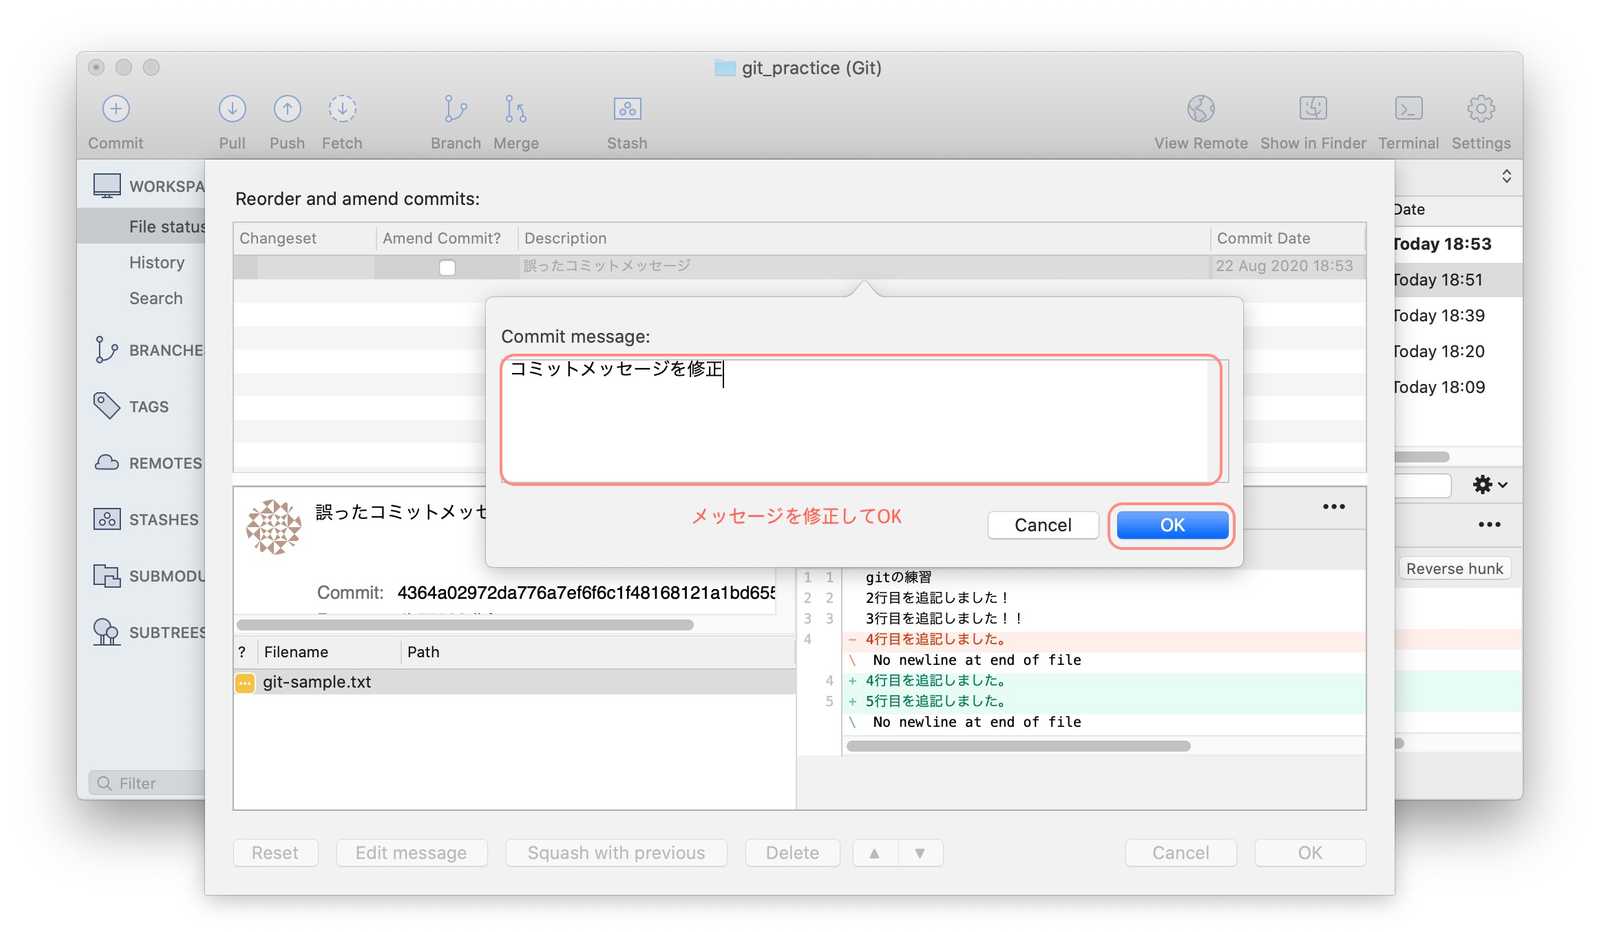 git_practice (Git)
Commit
Pull
Push
Fetch
Branch
Merge
Stash
View Remote
Show in Finder
Terminal
Settings
WORKSPA
File status
History
Search
BRANCHE
TAGS
REMOTES
STASHES
SUBMODU
SUBTREES
Filter
Reorder and amend commits:
Changeset
Amend Commit?
Description
Commit Date
誤ったコミットメッセージ
22 Aug 2020 18:53
Commit message:
コミットメッセージを修正
メッセージを修正してOK
Cancel
OK
誤ったコミットメッセ
Commit: 4364a02972da776a7ef6f6c1f48168121a1bd655
? Filename Path
git-sample.txt
1 1 gitの練習
2 2 2行目を追記しました！
3 3 3行目を追記しました！！
4 - 4行目を追記しました。
\ No newline at end of file
4 + 4行目を追記しました。
5 + 5行目を追記しました。
\ No newline at end of file
Reset
Edit message
Squash with previous
Delete
Cancel
OK
Date
Today 18:53
Today 18:51
Today 18:39
Today 18:20
Today 18:09
Reverse hunk